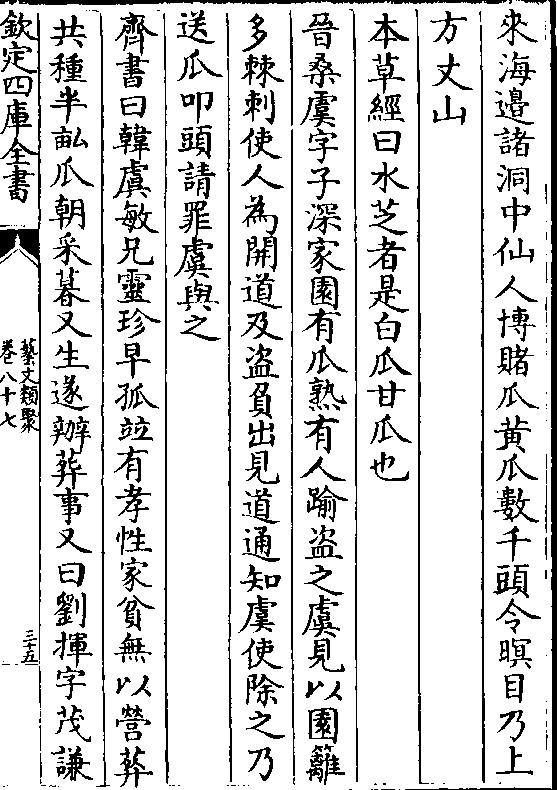 來海邊諸洞中仙人博賭瓜黃瓜數千頭令暝目乃上
方丈山
本草經曰水芝者是白瓜甘瓜也
晉桑虞字子深家園有瓜熟有人踰盜之虞見以園籬
多棘刺使人為開道及盜負出見道通知虞使除之乃
送瓜叩頭請罪虞與之
齊書曰韓虞敏兄靈珍早孤竝有孝性家貧無以營葬
共種半畝瓜朝采暮又生遂辦葬事又曰劉揮字茂謙
欽定四庫全書
藝文類聚
卷八十七
三十五